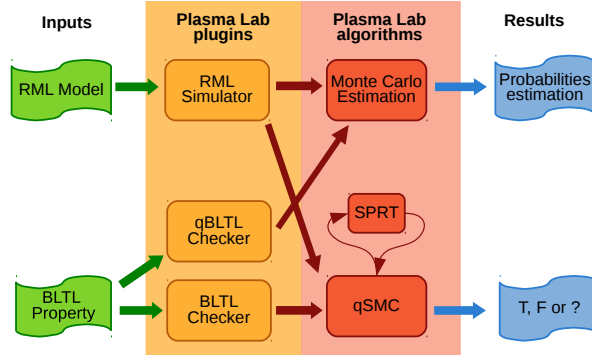 Inputs
Plasma Lab
plugins
Plasma Lab
algorithms
Results
RML Model
RML
Simulator
Monte Carlo
Estimation
Probabilities
estimation
qBLTL
Checker
SPRT
BLTL
Property
BLTL
Checker
qSMC
T, F or ?